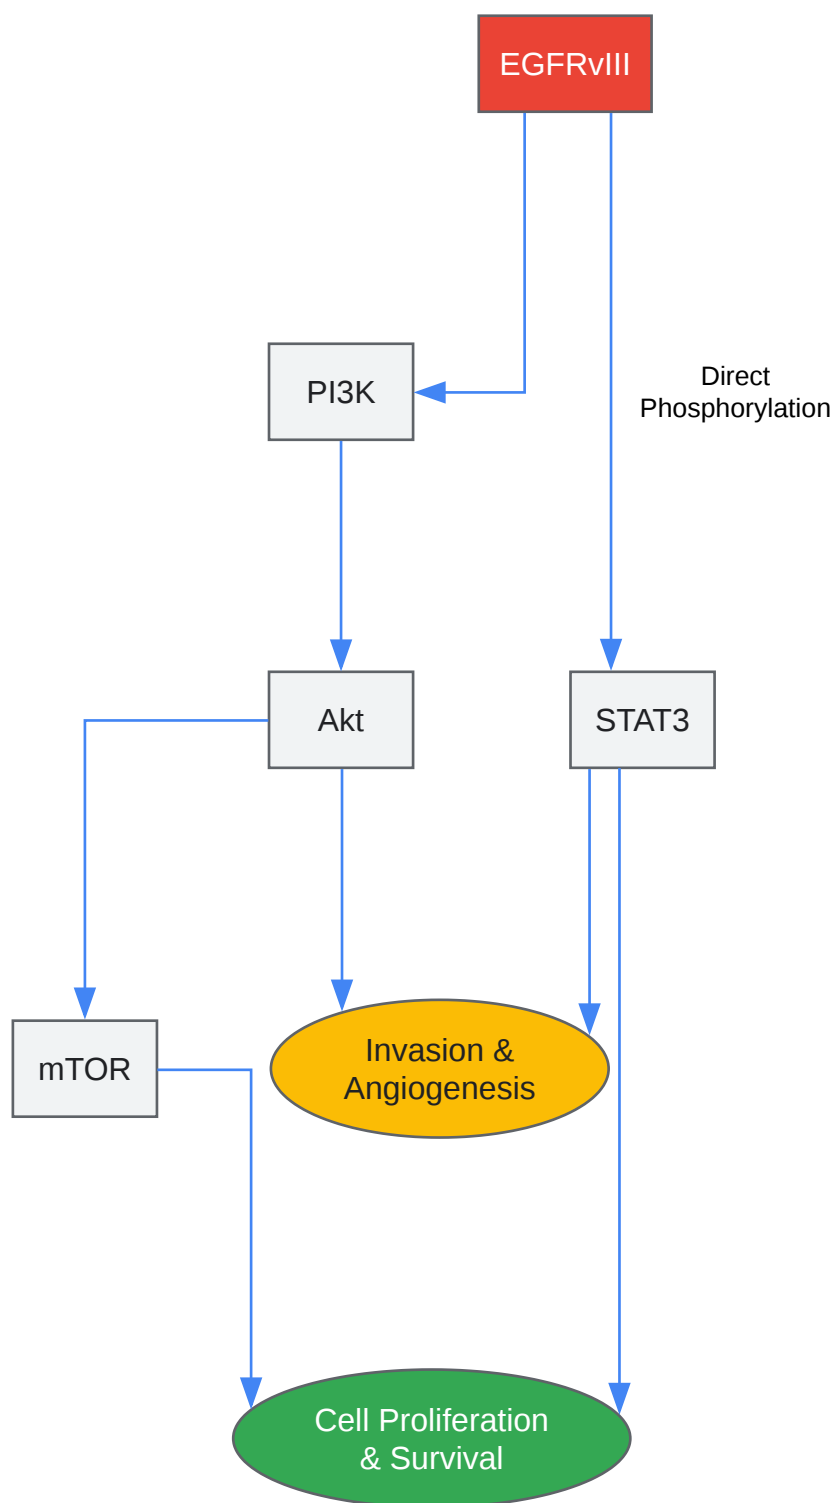 EGFRvIII
PI3K
Direct
Phosphorylation
Akt
STAT3
mTOR
Invasion &
Angiogenesis
Cell Proliferation
& Survival